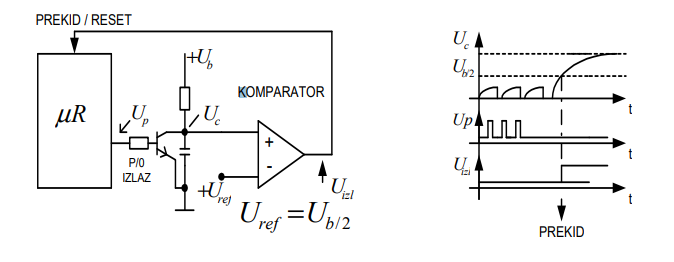 PREKID / RESET
+U_b
KOMPARATOR
μR
U_p
U_c
+
-
P/0
IZLAZ
+U_ref
U_izl
U_ref = U_b/2
U_c
U_b/2
t
Up
t
U_izl
t
PREKID